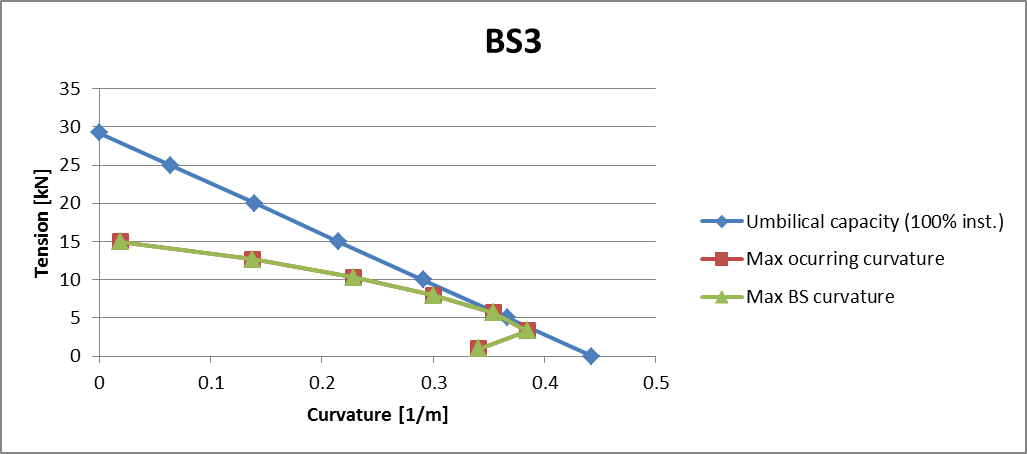 BS3
35
30
25
20
15
10
5
0
Tension [kN]
0 0.1 0.2 0.3 0.4 0.5
Curvature [1/m]
Umbilical capacity (100% inst.)
Max ocurring curvature
Max BS curvature